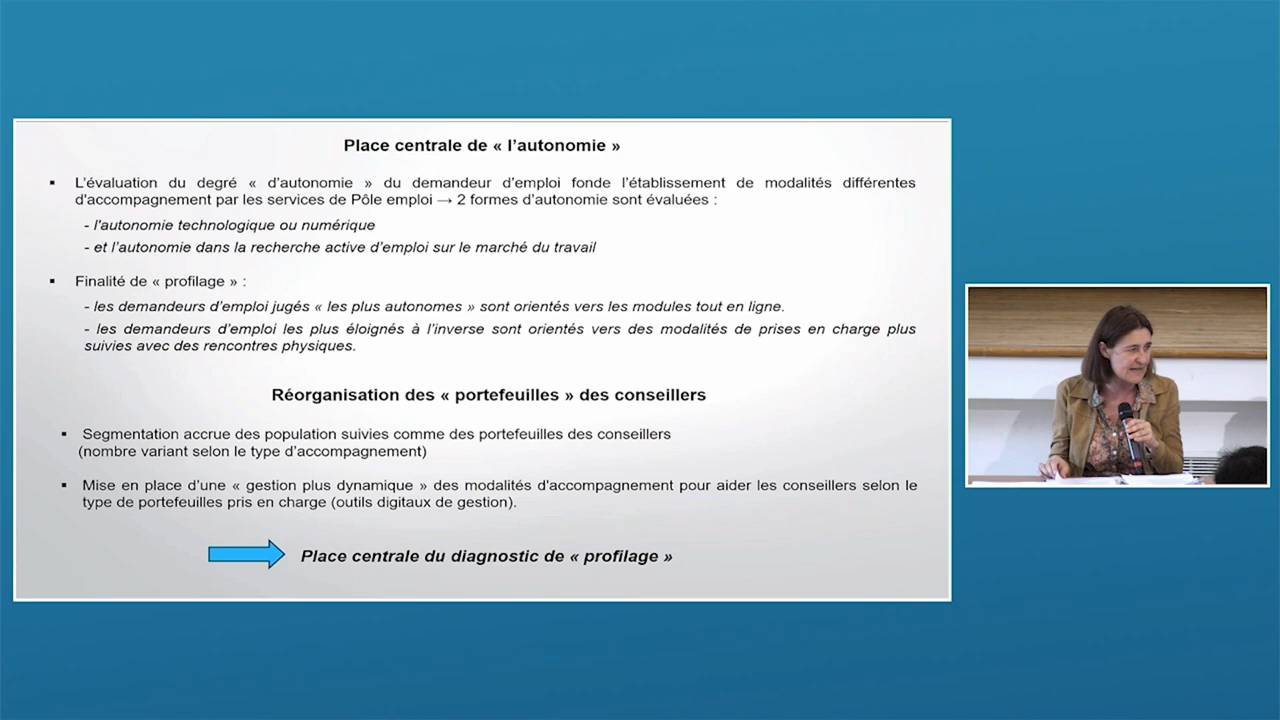 Place centrale de « l'autonomie »
▪ L'évaluation du degré « d'autonomie » du demandeur d'emploi fonde l'établissement de modalités différentes
d'accompagnement par les services de Pôle emploi → 2 formes d'autonomie sont évaluées :
- l'autonomie technologique ou numérique
- et l'autonomie dans la recherche active d'emploi sur le marché du travail
▪ Finalité de « profilage » :
- les demandeurs d'emploi jugés « les plus autonomes » sont orientés vers les modules tout en ligne.
- les demandeurs d'emploi les plus éloignés à l'inverse sont orientés vers des modalités de prises en charge plus
suivies avec des rencontres physiques.
Réorganisation des « portefeuilles » des conseillers
▪ Segmentation accrue des population suivies comme des portefeuilles des conseillers
(nombre variant selon le type d'accompagnement)
▪ Mise en place d'une « gestion plus dynamique » des modalités d'accompagnement pour aider les conseillers selon le
type de portefeuilles pris en charge (outils digitaux de gestion).
Place centrale du diagnostic de « profilage »